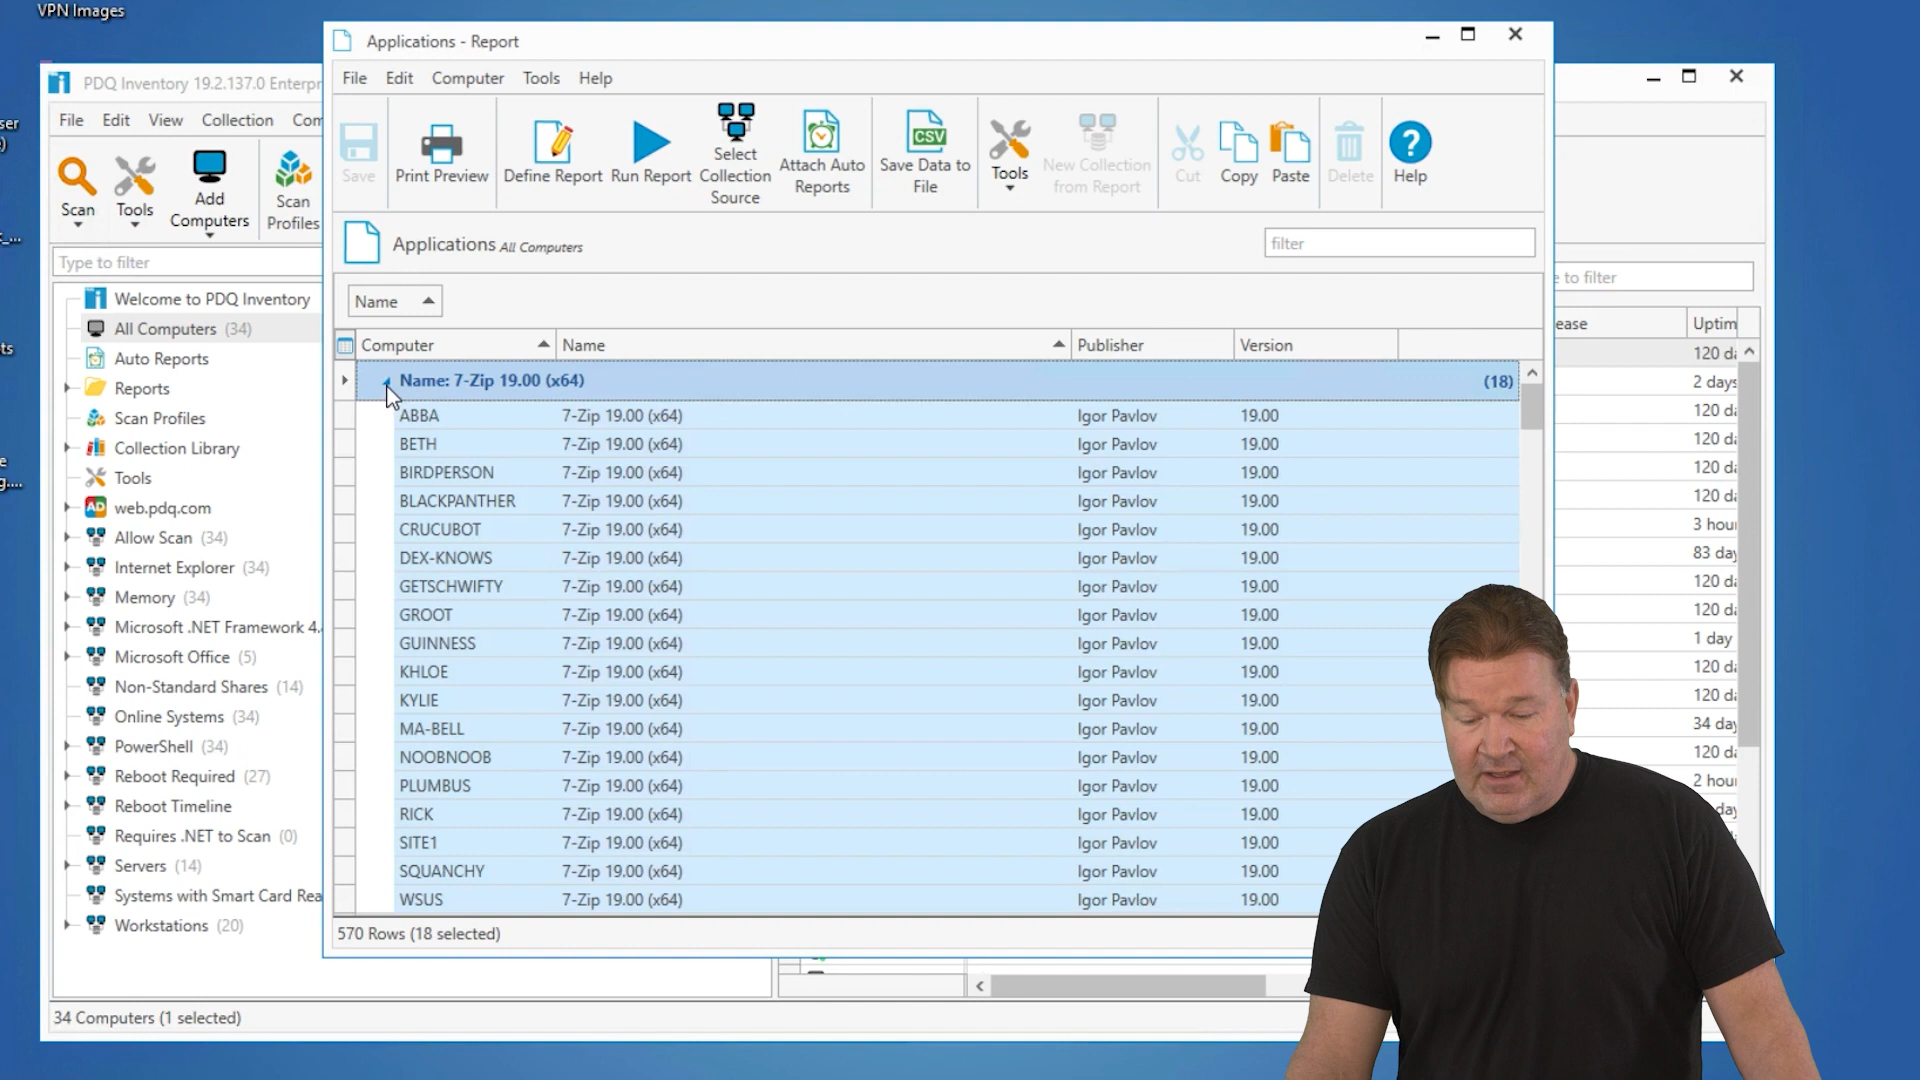 VPN Images
Applications - Report
File Edit Computer Tools Help
Save
Print Preview
Define Report
Run Report
Select Collection Source
Attach Auto Reports
CSV
Save Data to File
Tools
New Collection from Report
Cut
Copy
Paste
Delete
Help
Applications All Computers
filter
Name
Computer Name Publisher Version
Name: 7-Zip 19.00 (x64) (18)
ABBA 7-Zip 19.00 (x64) Igor Pavlov 19.00
BETH 7-Zip 19.00 (x64) Igor Pavlov 19.00
BIRDPERSON 7-Zip 19.00 (x64) Igor Pavlov 19.00
BLACKPANTHER 7-Zip 19.00 (x64) Igor Pavlov 19.00
CRUCUBOT 7-Zip 19.00 (x64) Igor Pavlov 19.00
DEX-KNOWS 7-Zip 19.00 (x64) Igor Pavlov 19.00
GETSCHWIFTY 7-Zip 19.00 (x64) Igor Pavlov 19.00
GROOT 7-Zip 19.00 (x64) Igor Pavlov 19.00
GUINNESS 7-Zip 19.00 (x64) Igor Pavlov 19.00
KHLOE 7-Zip 19.00 (x64) Igor Pavlov 19.00
KYLIE 7-Zip 19.00 (x64) Igor Pavlov 19.00
MA-BELL 7-Zip 19.00 (x64) Igor Pavlov 19.00
NOOBNOOB 7-Zip 19.00 (x64) Igor Pavlov 19.00
PLUMBUS 7-Zip 19.00 (x64) Igor Pavlov 19.00
RICK 7-Zip 19.00 (x64) Igor Pavlov 19.00
SITE1 7-Zip 19.00 (x64) Igor Pavlov 19.00
SQUANCHY 7-Zip 19.00 (x64) Igor Pavlov 19.00
WSUS 7-Zip 19.00 (x64) Igor Pavlov 19.00
570 Rows (18 selected)
PDQ Inventory 19.2.137.0 Enterpr
File Edit View Collection Com
Scan
Tools
Add Computers
Scan Profiles
Type to filter
Welcome to PDQ Inventory
All Computers (34)
Auto Reports
Reports
Scan Profiles
Collection Library
Tools
AD web.pdq.com
Allow Scan (34)
Internet Explorer (34)
Memory (34)
Microsoft .NET Framework 4.
Microsoft Office (5)
Non-Standard Shares (14)
Online Systems (34)
PowerShell (34)
Reboot Required (27)
Reboot Timeline
Requires .NET to Scan (0)
Servers (14)
Systems with Smart Card Rea
Workstations (20)
34 Computers (1 selected)
e to filter
ease Uptim
120 da
2 days
120 da
120 da
120 da
120 da
3 hour
83 day
120 da
120 da
1 day
120 da
120 da
34 day
120 da
2 hour
day